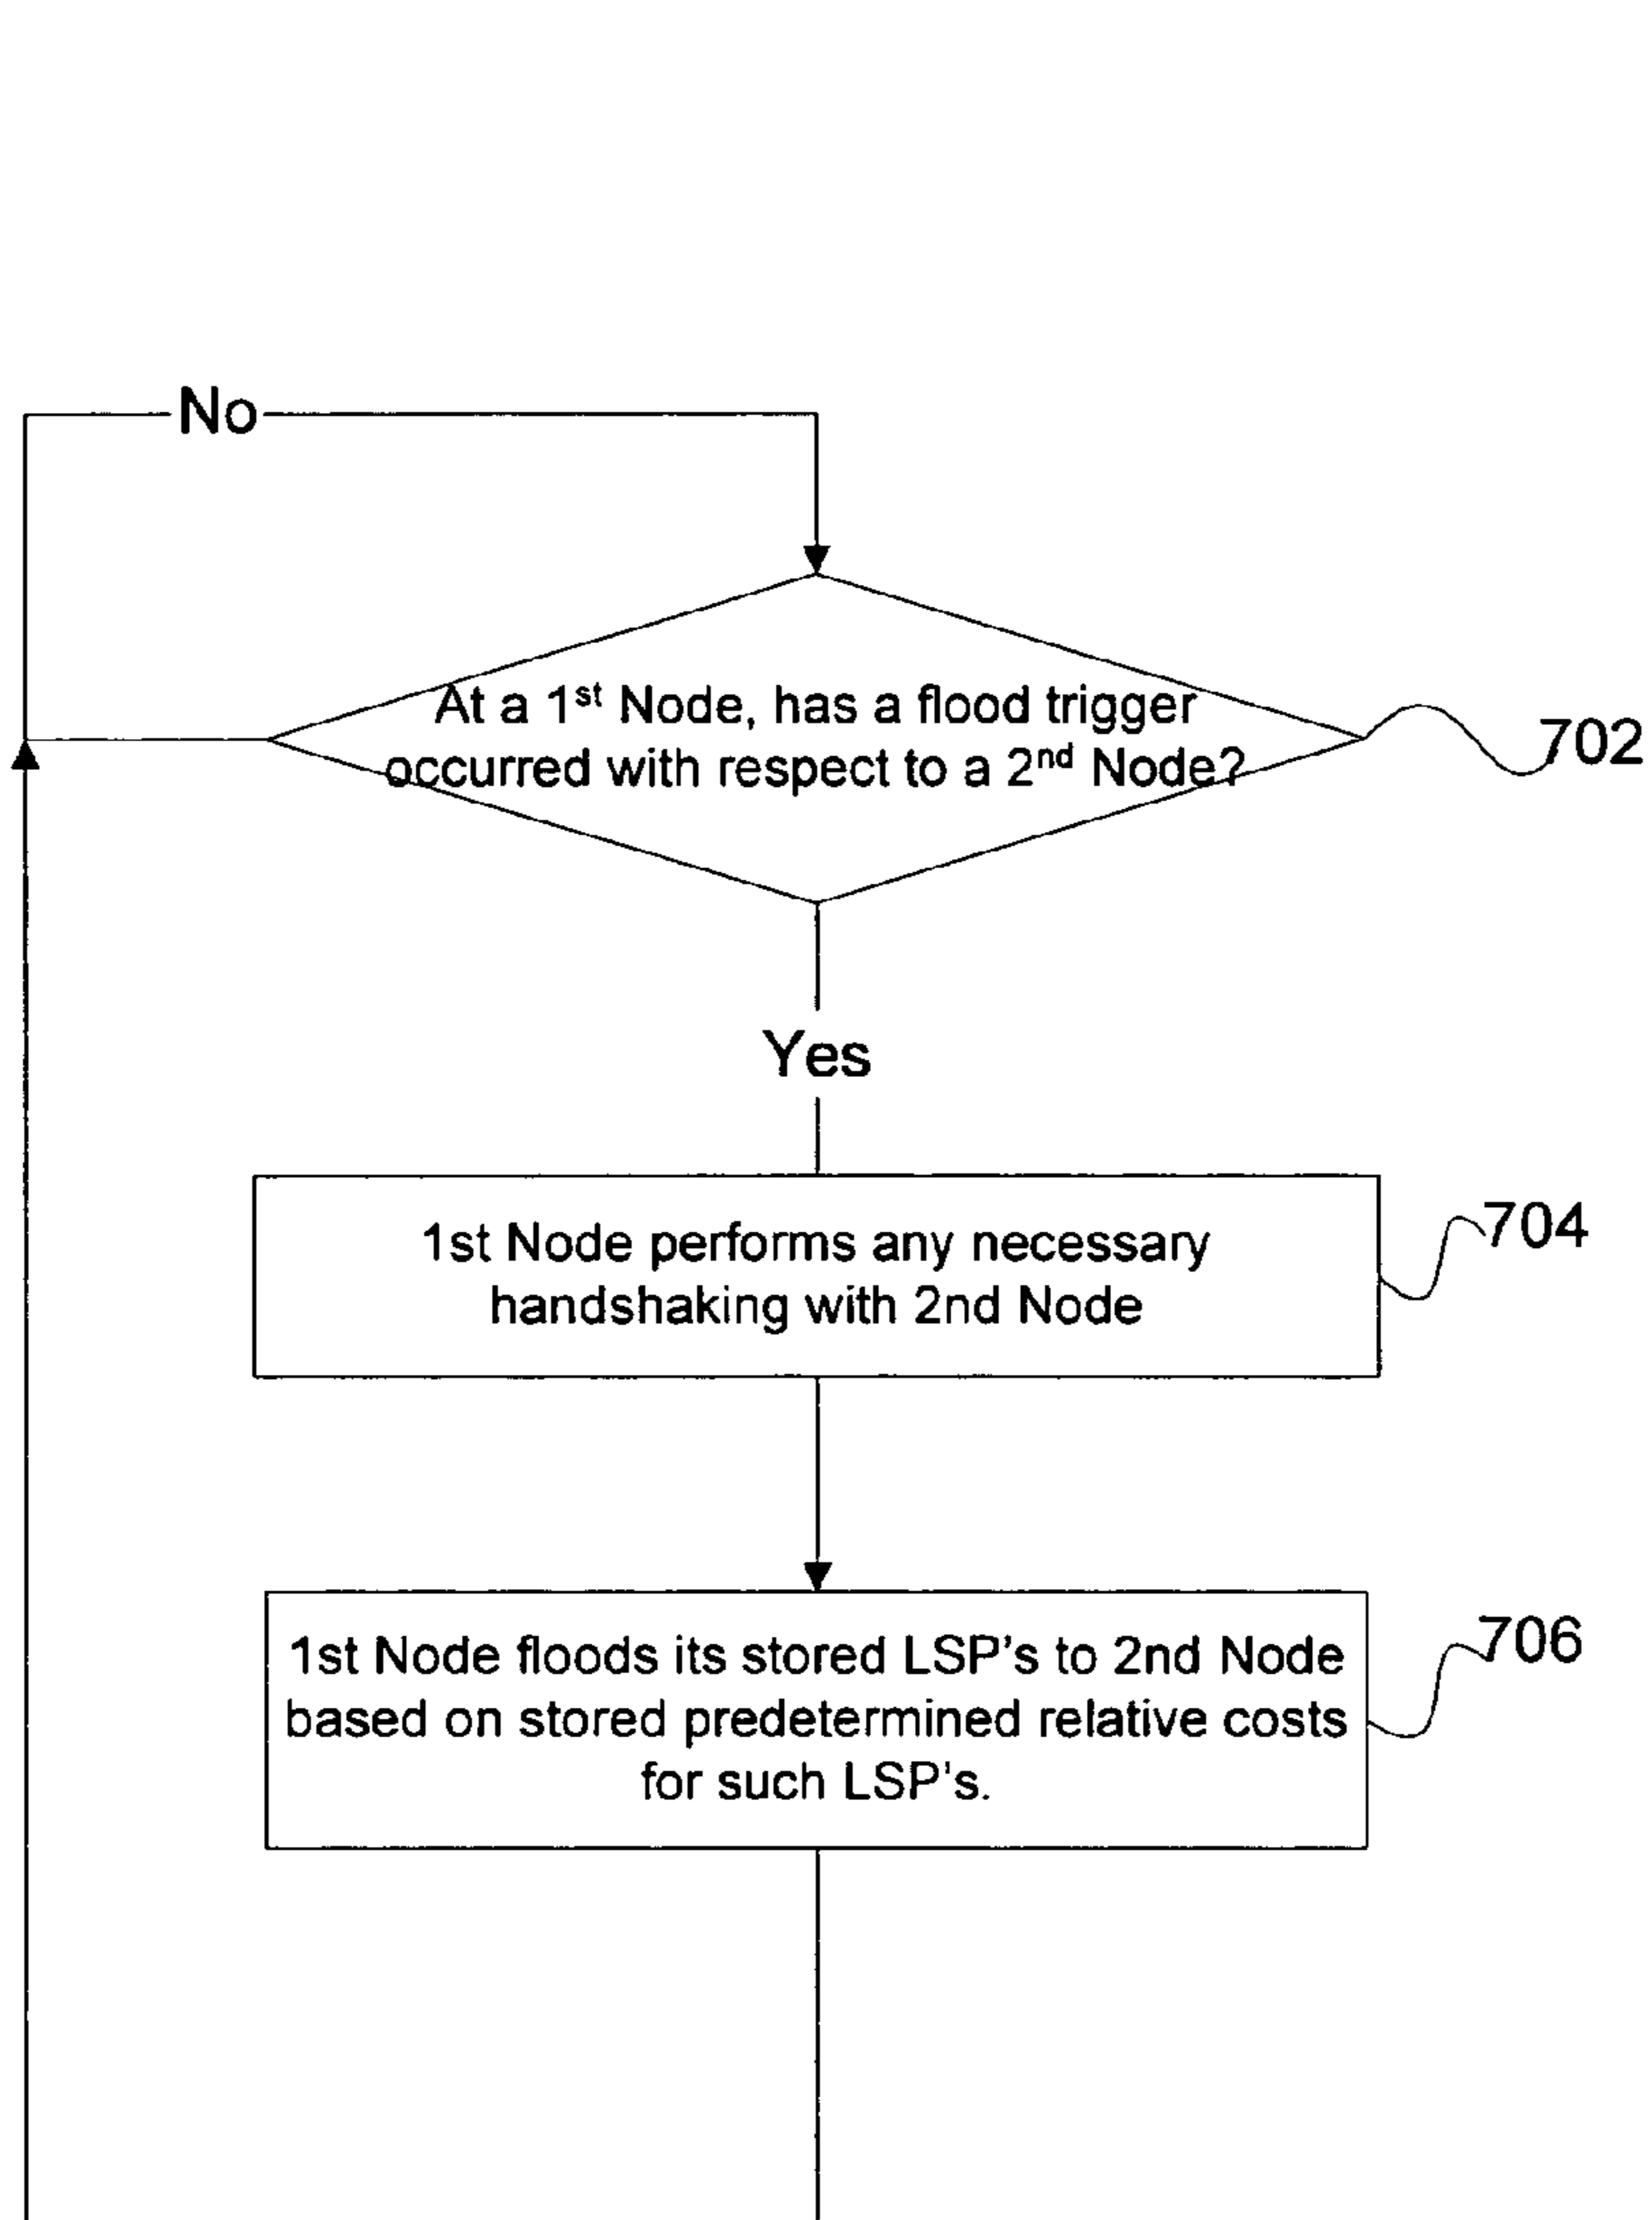 No
At a 1st Node, has a flood trigger
occurred with respect to a 2nd Node?
702
Yes
1st Node performs any necessary
handshaking with 2nd Node
704
1st Node floods its stored LSP's to 2nd Node
based on stored predetermined relative costs
for such LSP's.
706